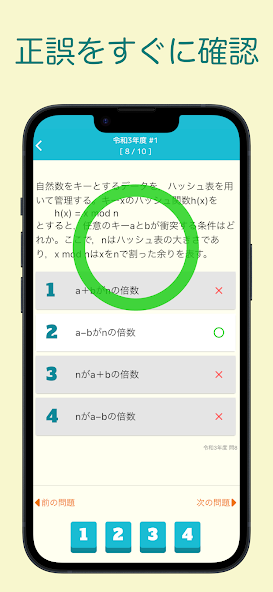 正誤をすぐに確認
令和3年度 #1
[ 8 / 10 ]
自然数をキーとするデータを，ハッシュ表を用
いて管理する。キーxのハッシュ関数h(x)を
h(x) = x mod n
とすると，任意のキーaとbが衝突する条件はど
れか。ここで，nはハッシュ表の大きさであ
り，x mod nはxをnで割った余りを表す。
1 a＋bがnの倍数 ×
2 a−bがnの倍数 ○
3 nがa＋bの倍数 ×
4 nがa−bの倍数 ×
令和3年度 問
前の問題 次の問題
1 2 3 4